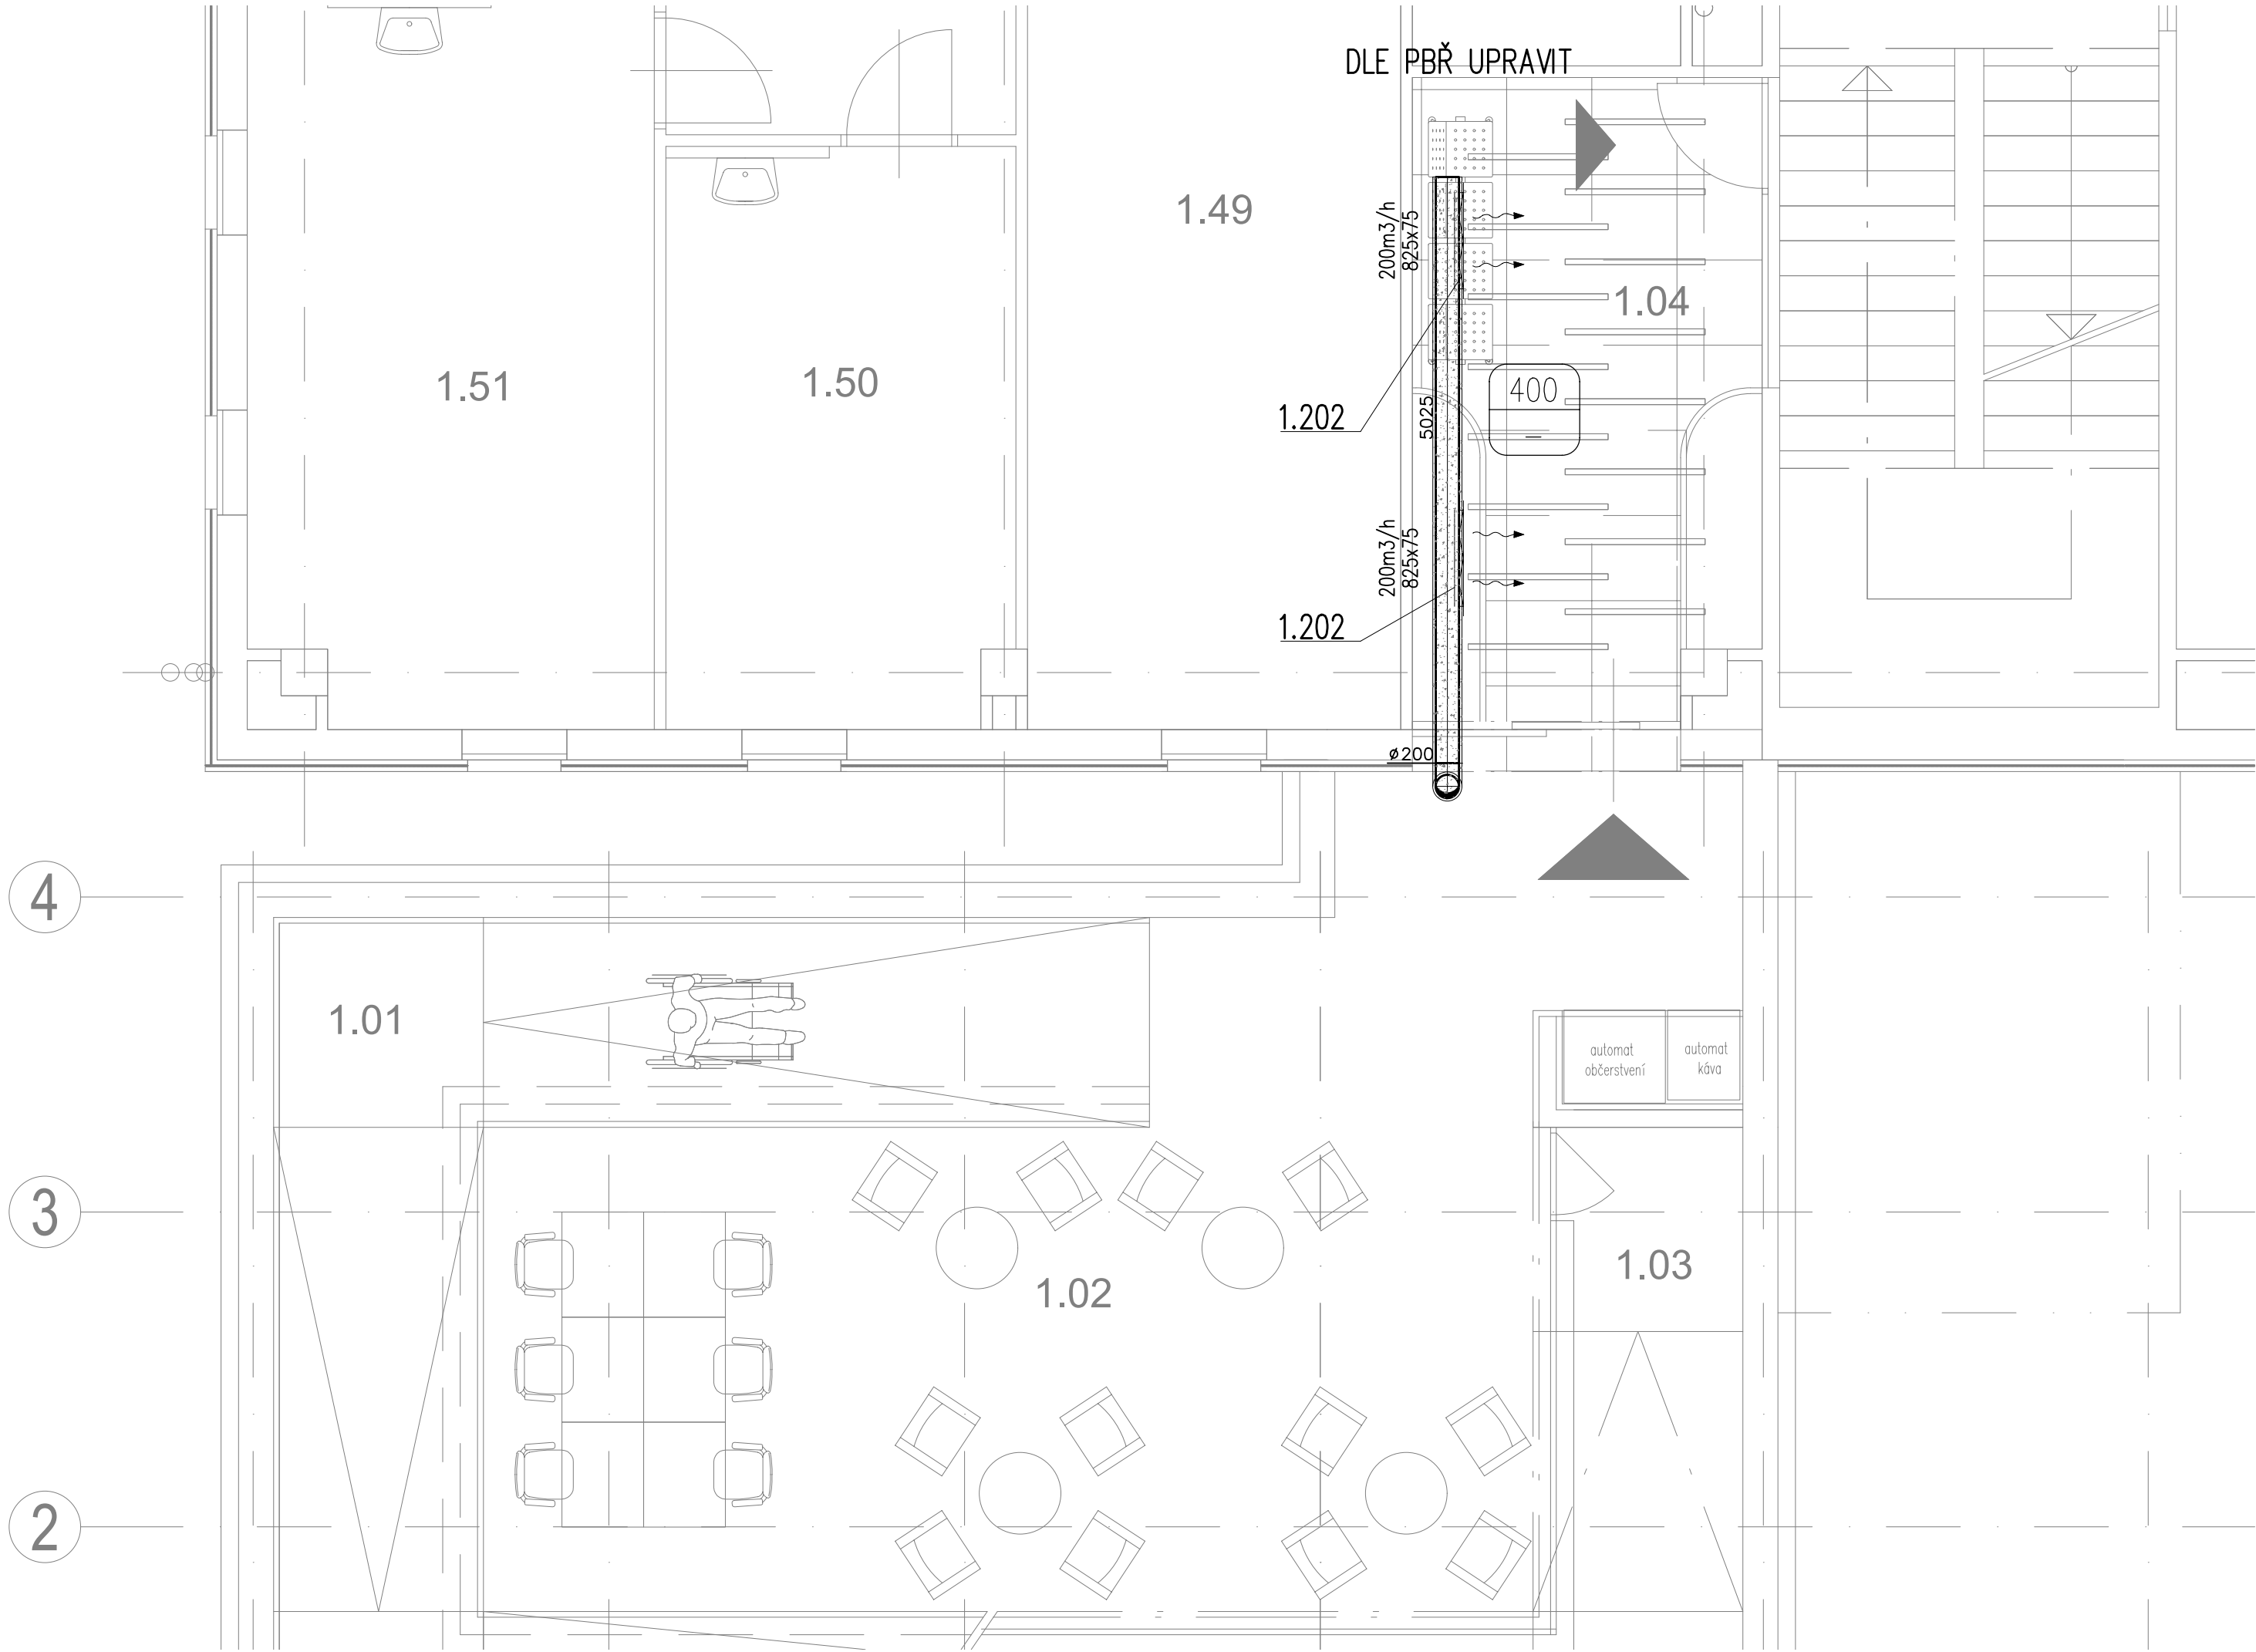 DLE PBŘ UPRAVIT
1.49
200m3/h
825x75
1.04
1.51
1.50
400
–
1.202
5025
200m3/h
825x75
1.202
ø200
4
1.01
automat
občerstvení
automat
káva
3
1.03
1.02
2